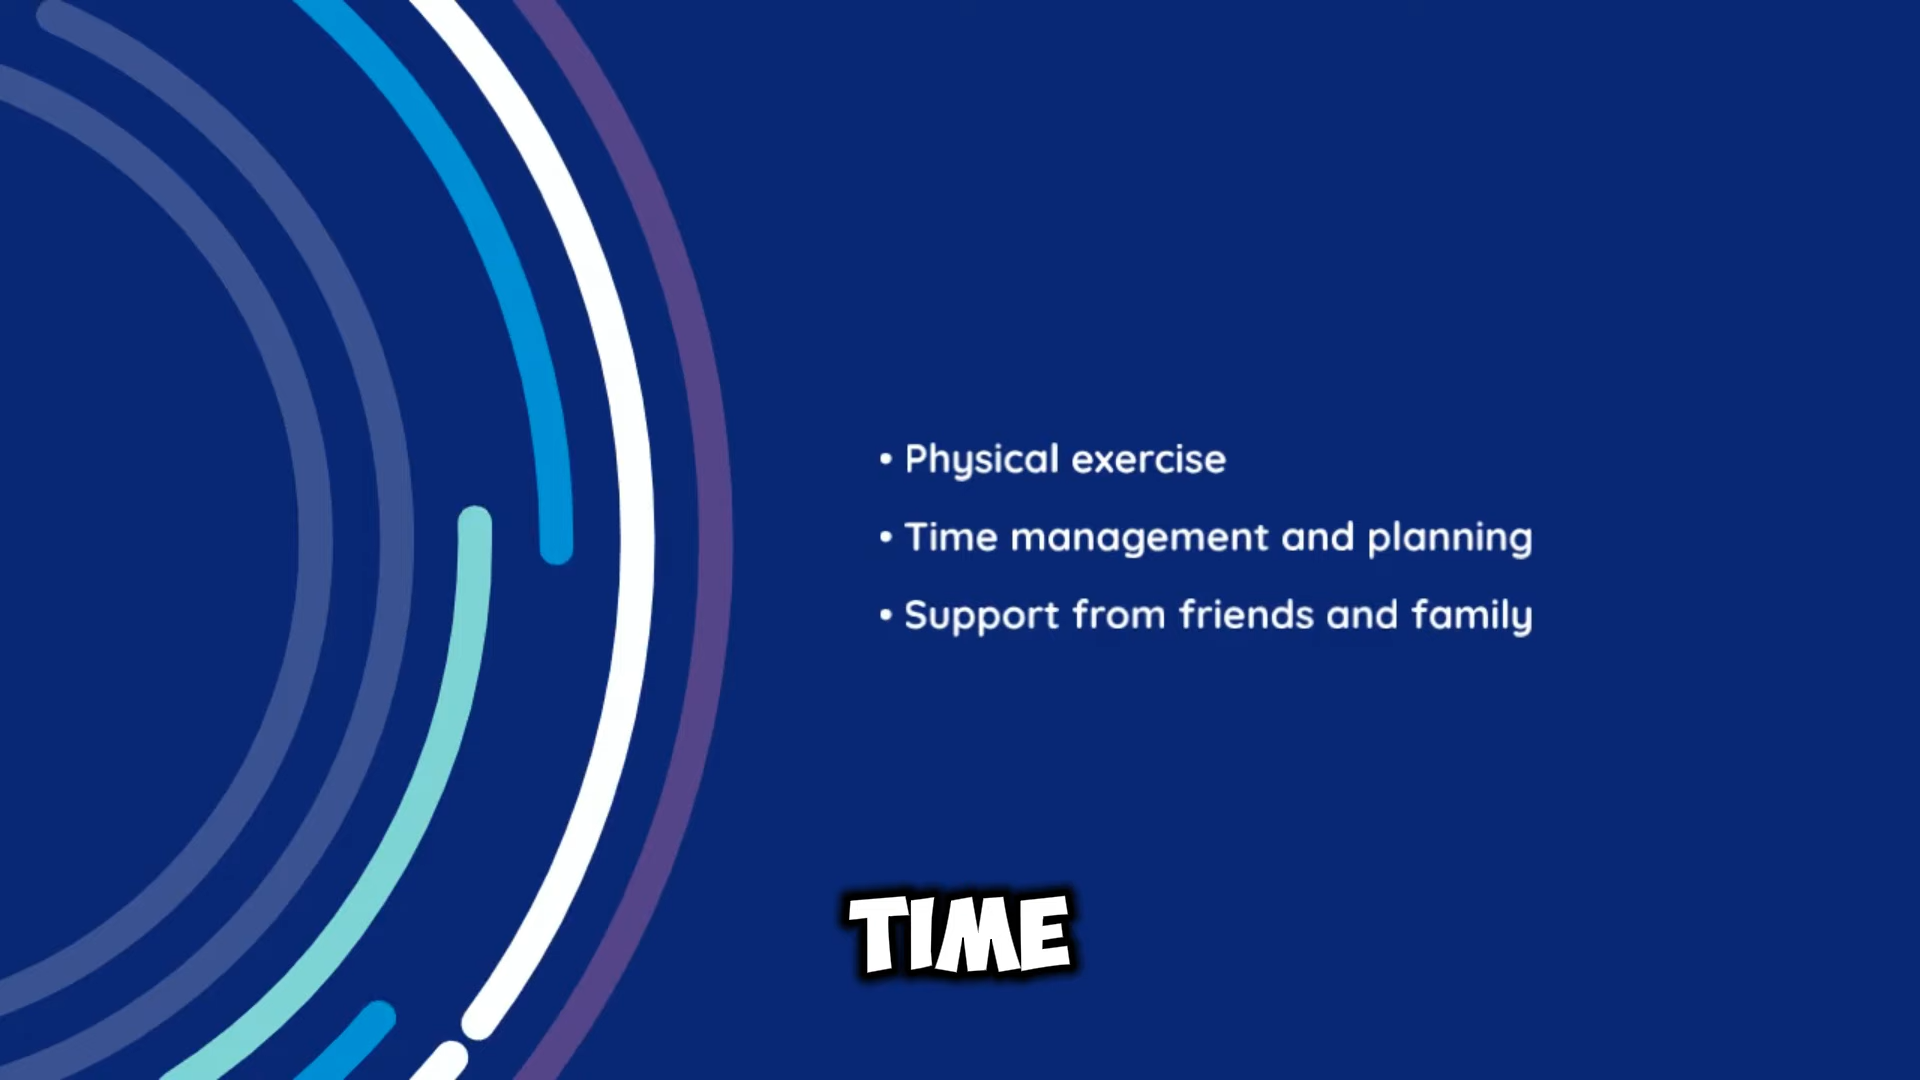 • Physical exercise
• Time management and planning
• Support from friends and family
TIME